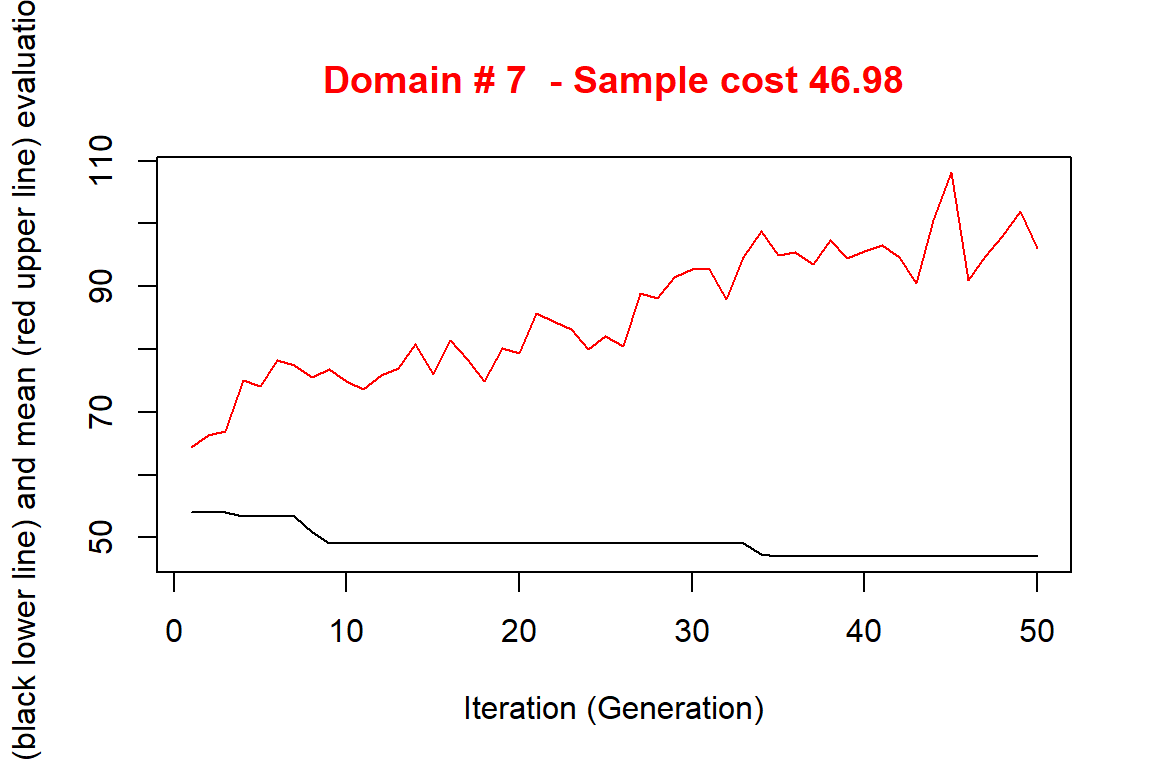 Domain # 7  - Sample cost 46.98
(black lower line) and mean (red upper line) evaluatio
110
90
70
50
0 10 20 30 40 50
Iteration (Generation)